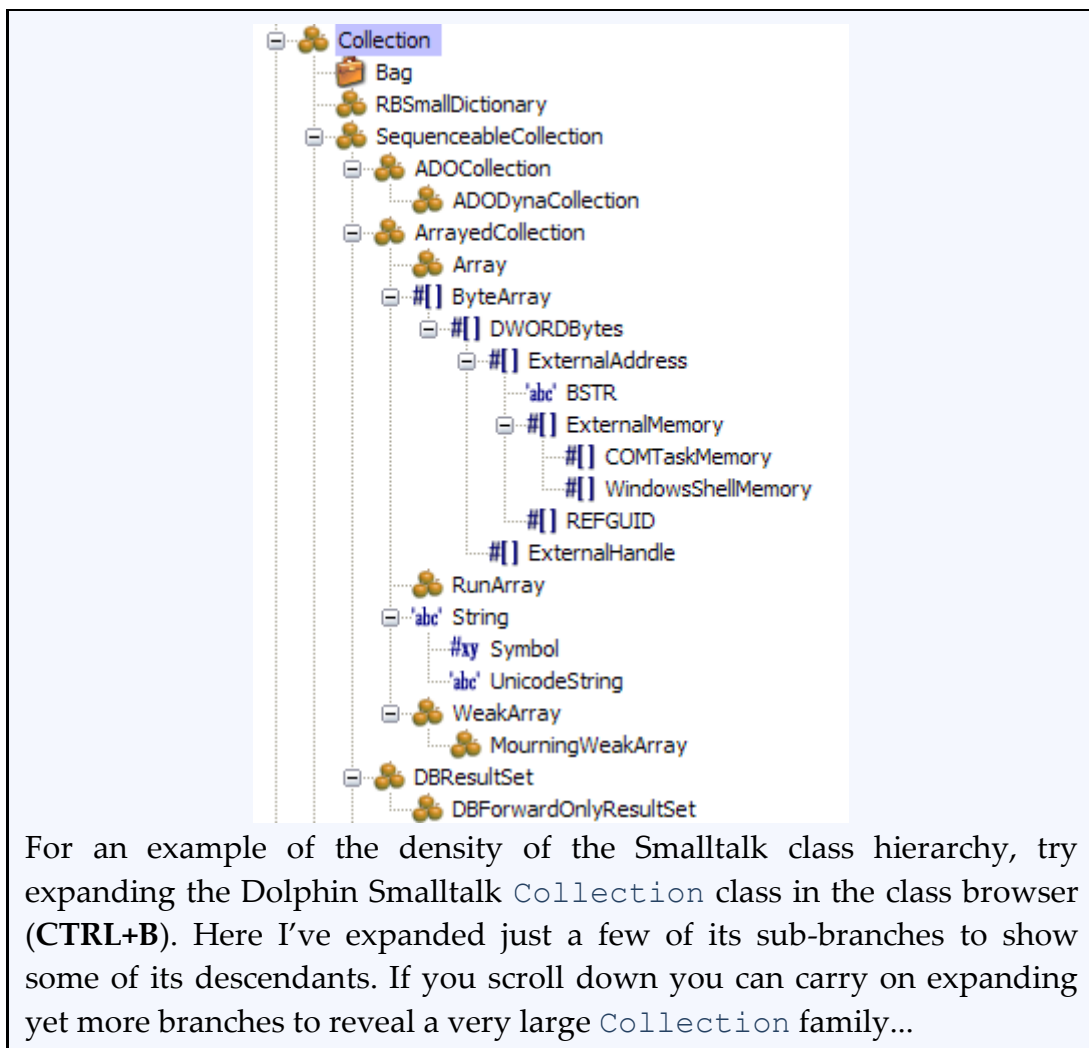 Collection
Bag
RBSmallDictionary
SequenceableCollection
ADOCollection
ADODynaCollection
ArrayedCollection
Array
#[] ByteArray
#[] DWORDBytes
#[] ExternalAddress
'abc' BSTR
#[] ExternalMemory
#[] COMTaskMemory
#[] WindowsShellMemory
#[] REFGUID
#[] ExternalHandle
RunArray
'abc' String
#xy Symbol
'abc' UnicodeString
WeakArray
MourningWeakArray
DBResultSet
DBForwardOnlyResultSet
For an example of the density of the Smalltalk class hierarchy, try
expanding the Dolphin Smalltalk Collection class in the class browser
(CTRL+B). Here I’ve expanded just a few of its sub-branches to show
some of its descendants. If you scroll down you can carry on expanding
yet more branches to reveal a very large Collection family...